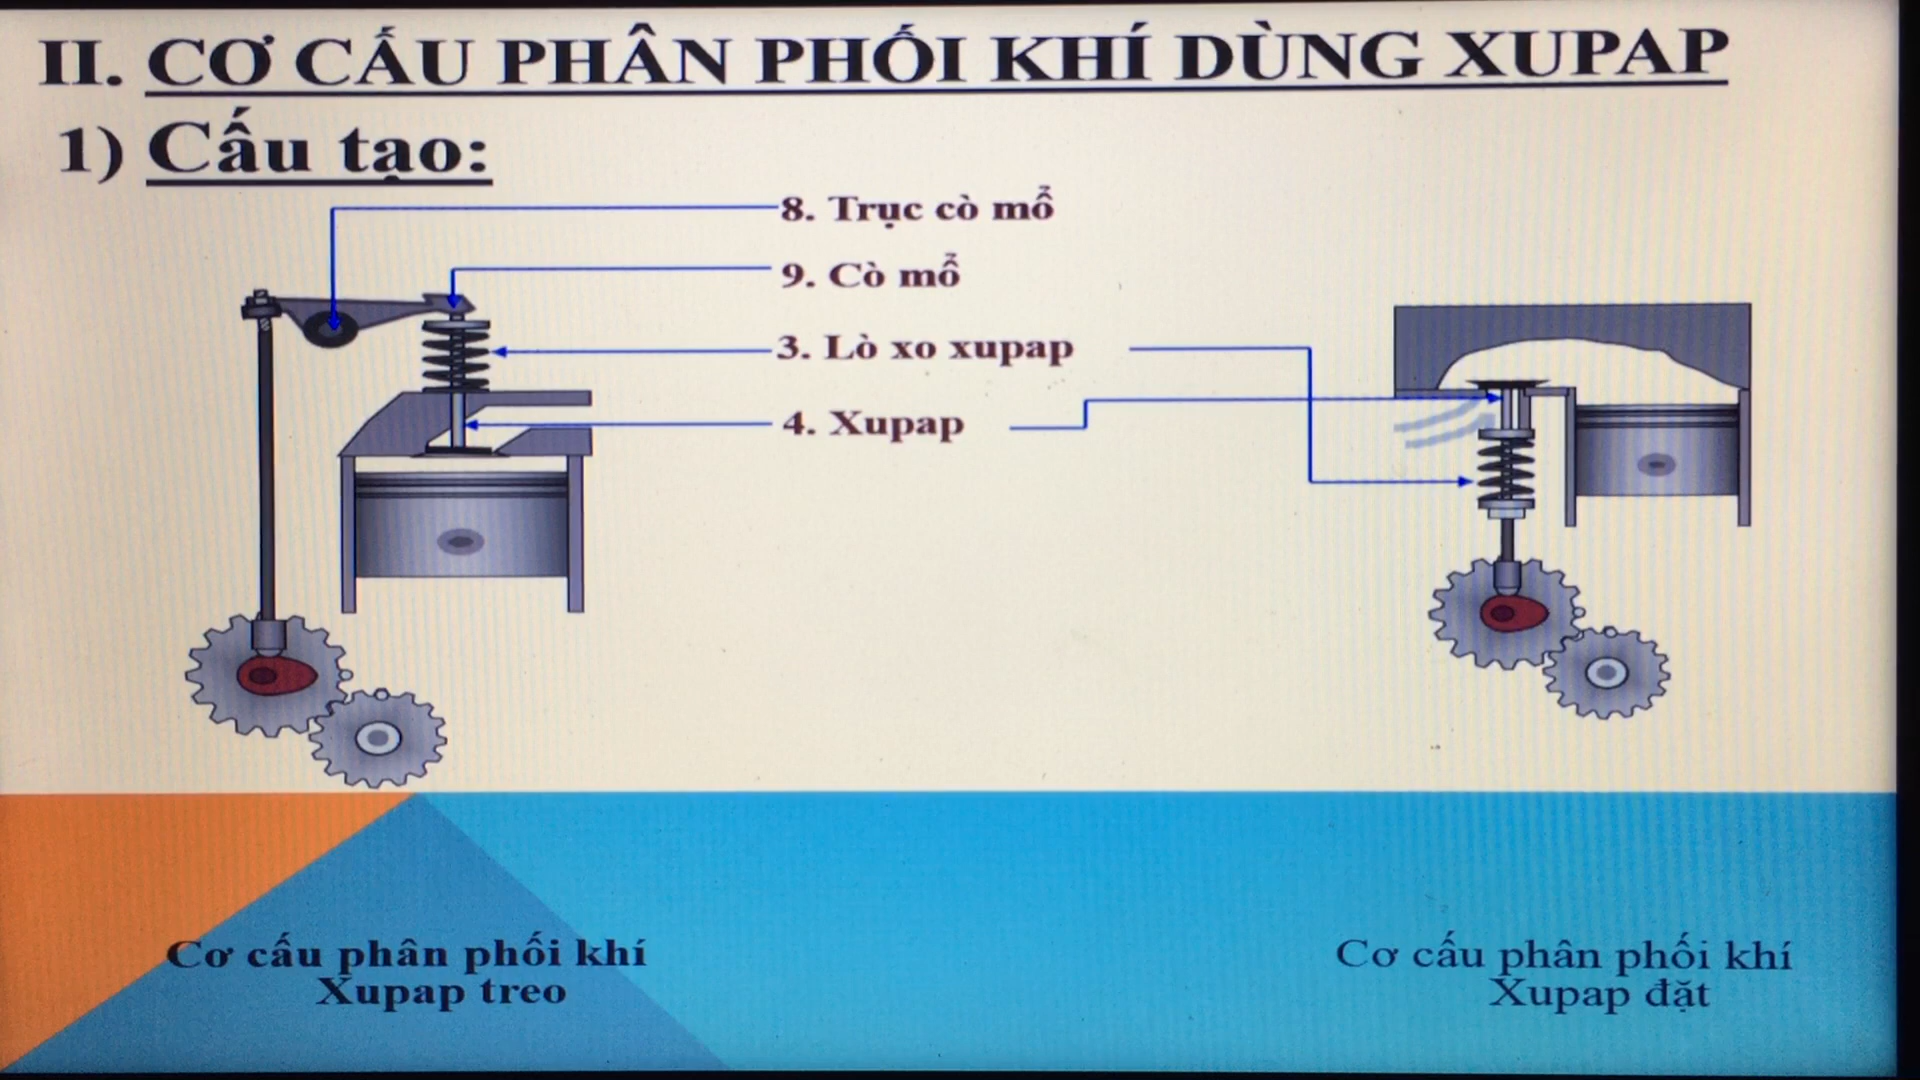 II. CƠ CẤU PHÂN PHỐI KHÍ DÙNG XUPAP
1) Cấu tạo:
8. Trục cò mổ
9. Cò mổ
3. Lò xo xupap
4. Xupap
Cơ cấu phân phối khí
Xupap treo
Cơ cấu phân phối khí
Xupap đặt